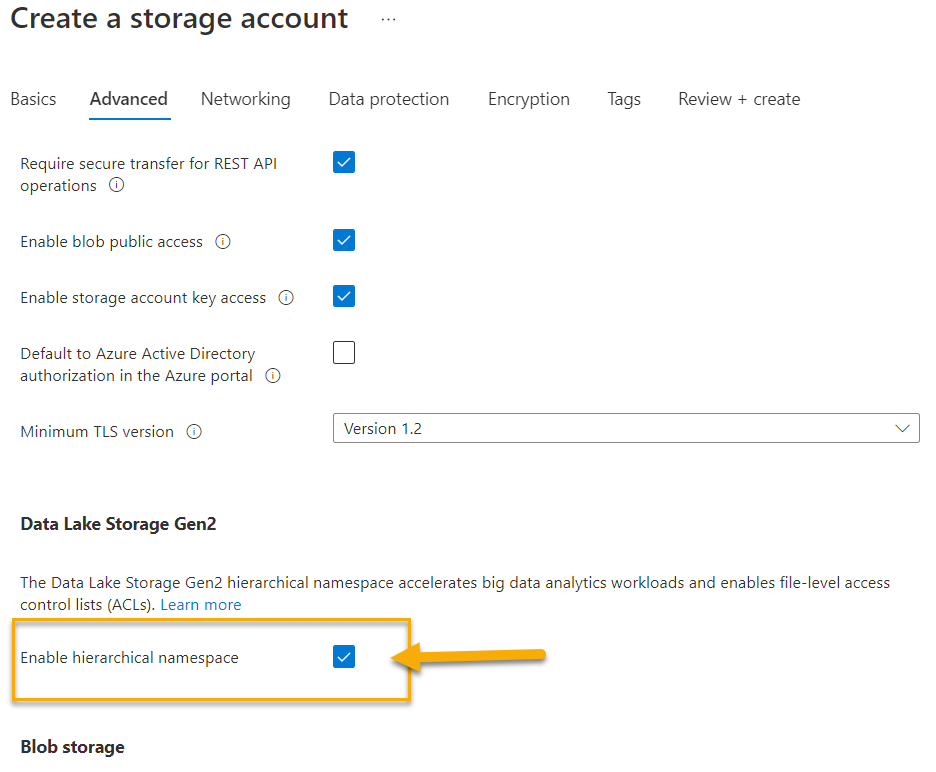 Create a storage account ...
Basics Advanced Networking Data protection Encryption Tags Review + create
Require secure transfer for REST API
operations
Enable blob public access
Enable storage account key access
Default to Azure Active Directory
authorization in the Azure portal
Minimum TLS version Version 1.2
Data Lake Storage Gen2
The Data Lake Storage Gen2 hierarchical namespace accelerates big data analytics workloads and enables file-level access
control lists (ACLs). Learn more
Enable hierarchical namespace
Blob storage